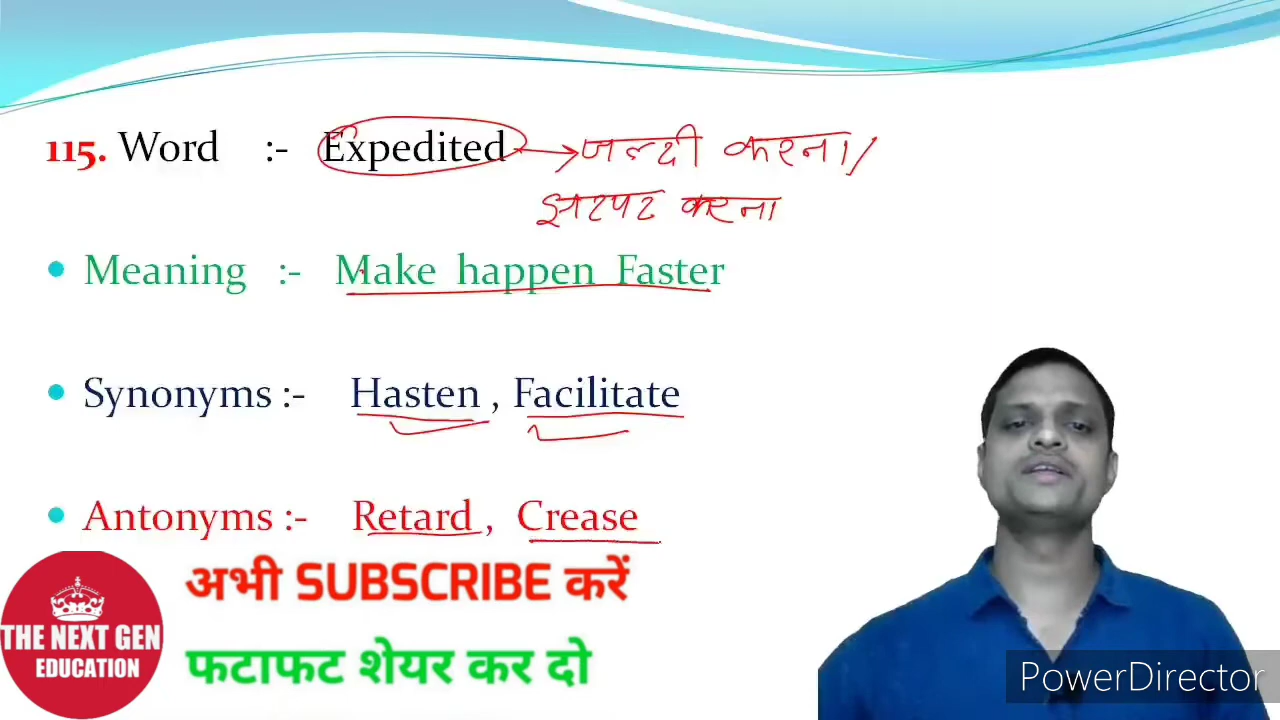 115. Word :- Expedited → जल्दी करना/
झटपट करना
• Meaning :- Make happen Faster
• Synonyms :- Hasten , Facilitate
• Antonyms :- Retard , Crease
THE NEXT GEN
EDUCATION
अभी SUBSCRIBE करें
फटाफट शेयर कर दो
PowerDirector